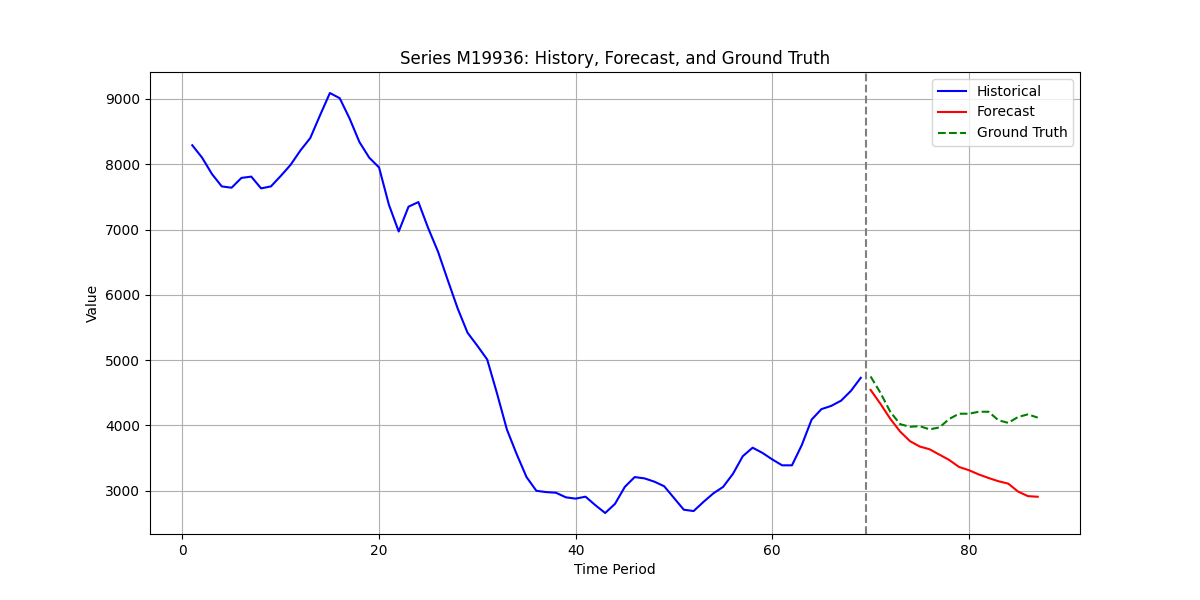 Series M19936: History, Forecast, and Ground Truth
Historical
Forecast
Ground Truth
9000
8000
7000
6000
5000
4000
3000
Value
0 20 40 60 80
Time Period